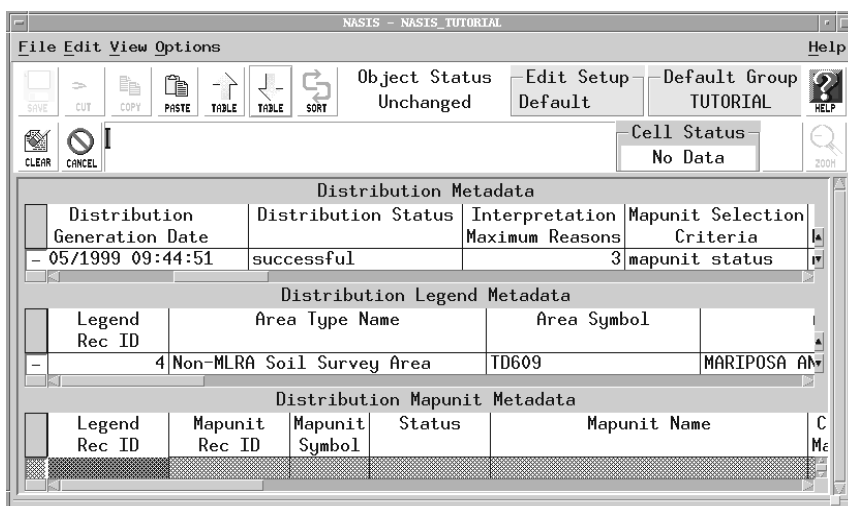 NASIS - NASIS_TUTORIAL
File Edit View Options Help
SAVE CUT COPY PASTE TABLE TABLE SORT Object Status Unchanged Edit Setup Default Default Group TUTORIAL HELP
CLEAR CANCEL Cell Status No Data ZOOM
Distribution Metadata
Distribution Generation Date Distribution Status Interpretation Maximum Reasons Mapunit Selection Criteria
05/1999 09:44:51 successful 3 mapunit status
Distribution Legend Metadata
Legend Rec ID Area Type Name Area Symbol
4 Non-MLRA Soil Survey Area TD609 MARIPOSA AN
Distribution Mapunit Metadata
Legend Rec ID Mapunit Rec ID Mapunit Symbol Status Mapunit Name C Ma